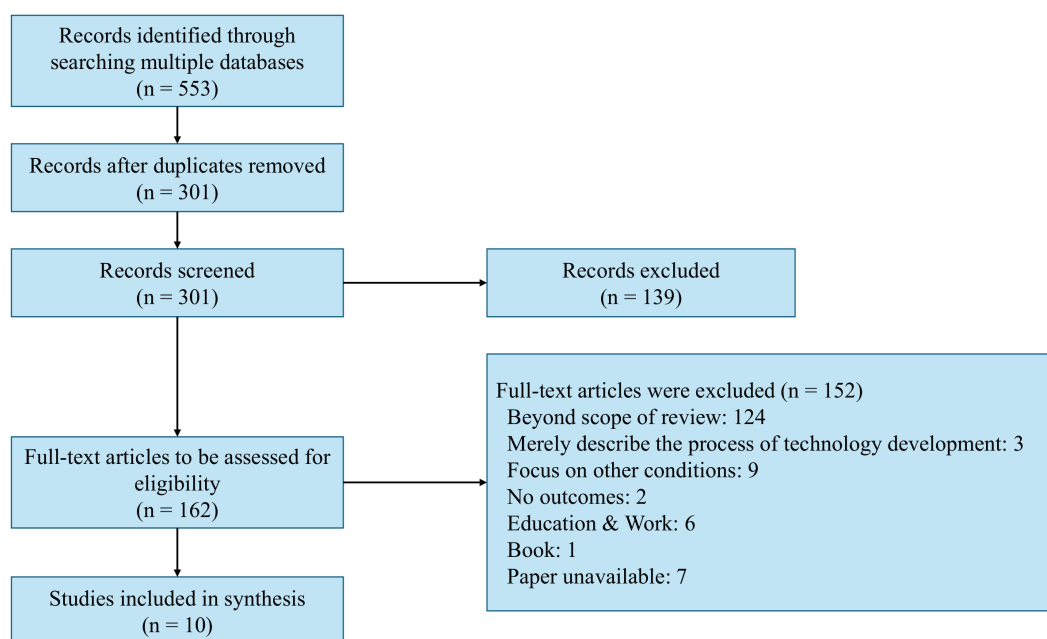 Records identified through
searching multiple databases
(n = 553)
Records after duplicates removed
(n = 301)
Records screened
(n = 301)
Records excluded
(n = 139)
Full-text articles to be assessed for
eligibility
(n = 162)
Full-text articles were excluded (n = 152)
Beyond scope of review: 124
Merely describe the process of technology development: 3
Focus on other conditions: 9
No outcomes: 2
Education & Work: 6
Book: 1
Paper unavailable: 7
Studies included in synthesis
(n = 10)